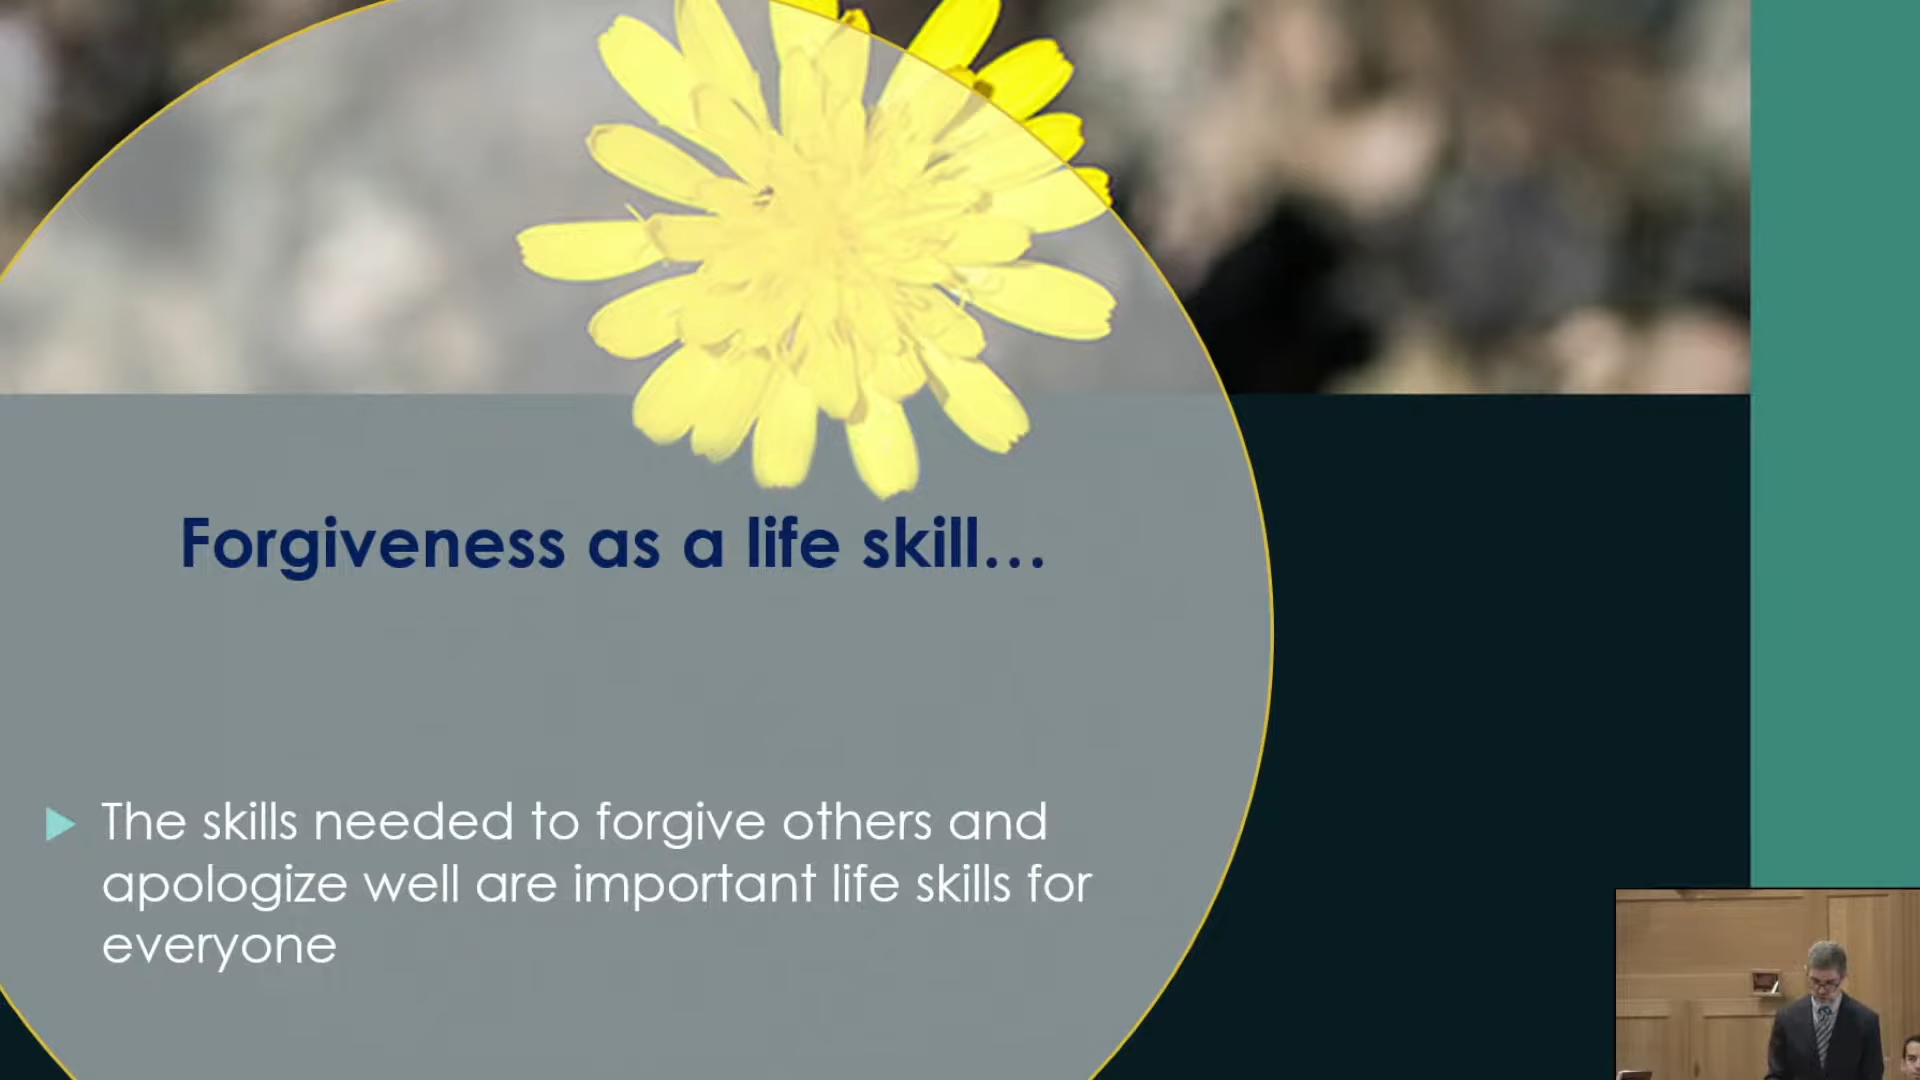 Forgiveness as a life skill...
The skills needed to forgive others and
apologize well are important life skills for
everyone